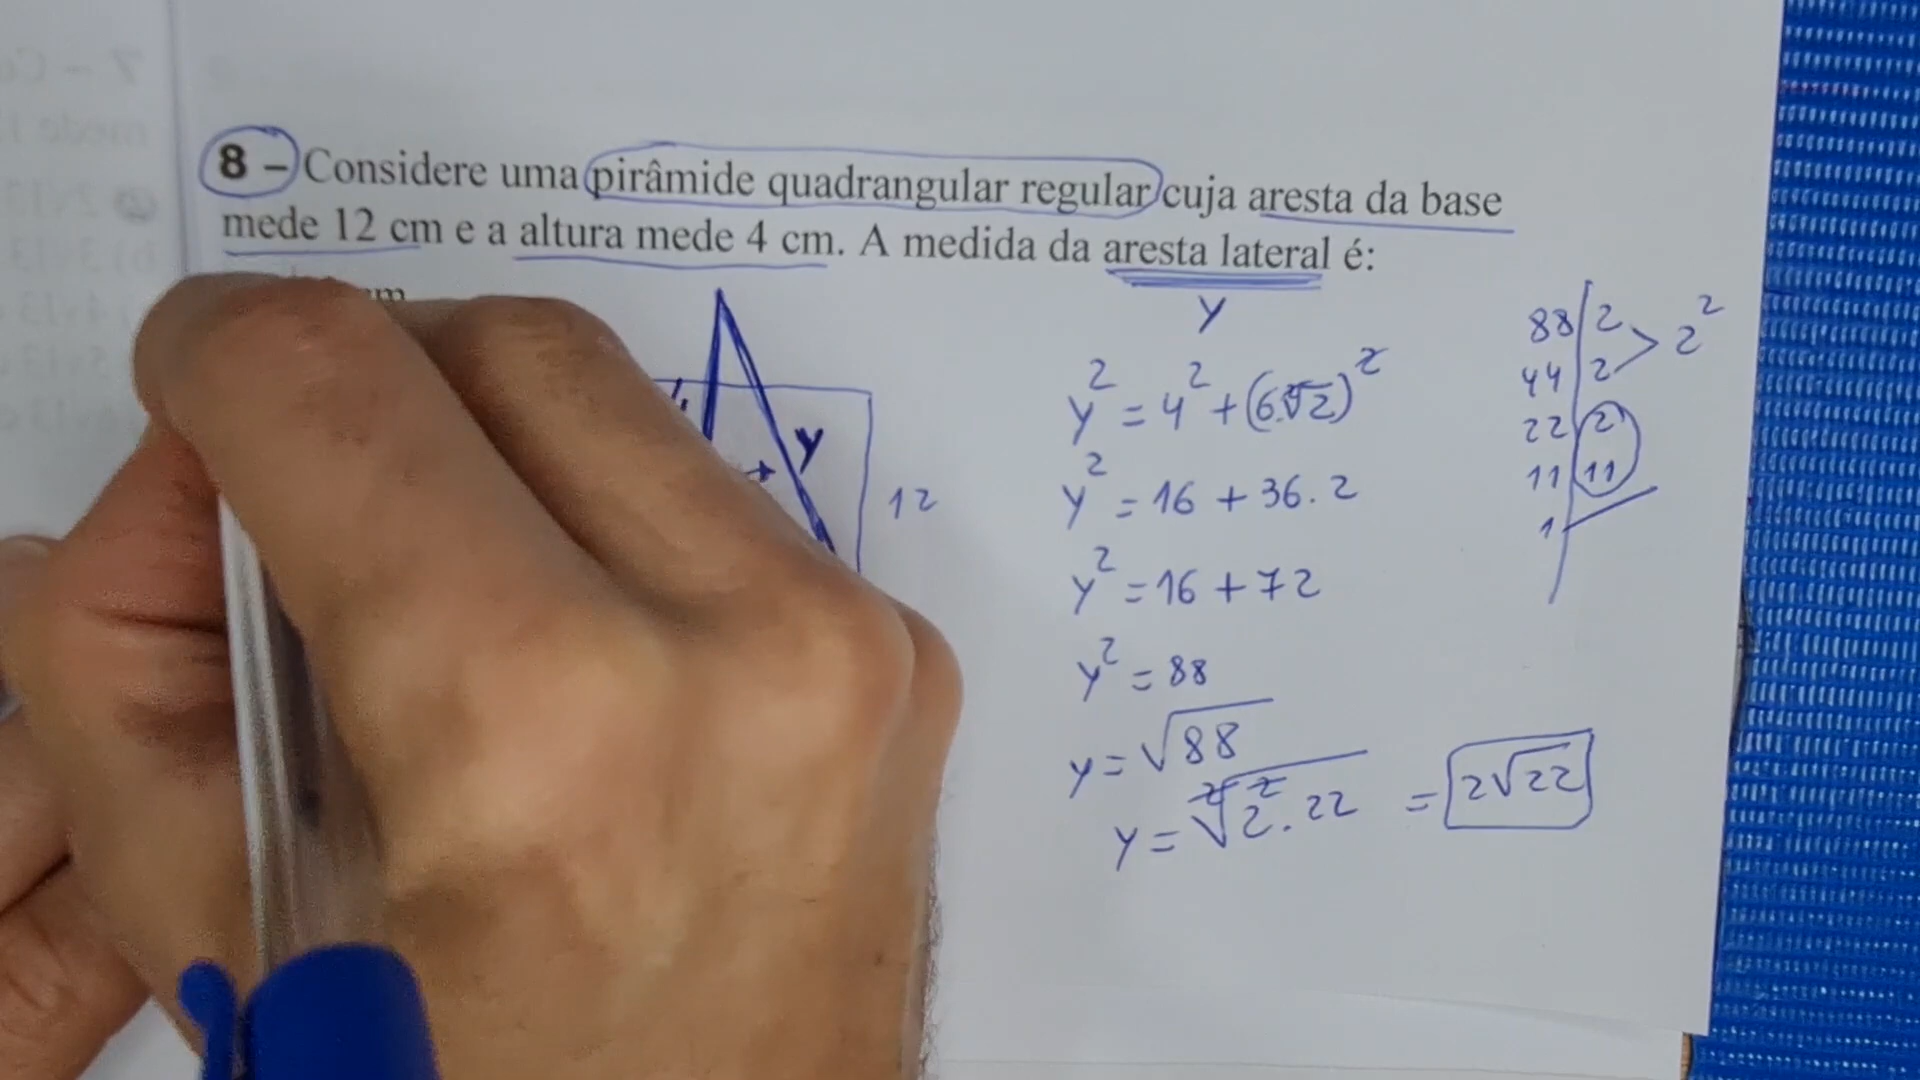 8 – Considere uma pirâmide quadrangular regular cuja aresta da base
mede 12 cm e a altura mede 4 cm. A medida da aresta lateral é:
y
y² = 4² + (6.√2)²
y² = 16 + 36.2
y² = 16 + 72
y² = 88
y = √88
y = ²√2².22 = 2√22
y
12
88 | 2
44 | 2 > 2²
22 | 2
11 | 11
1